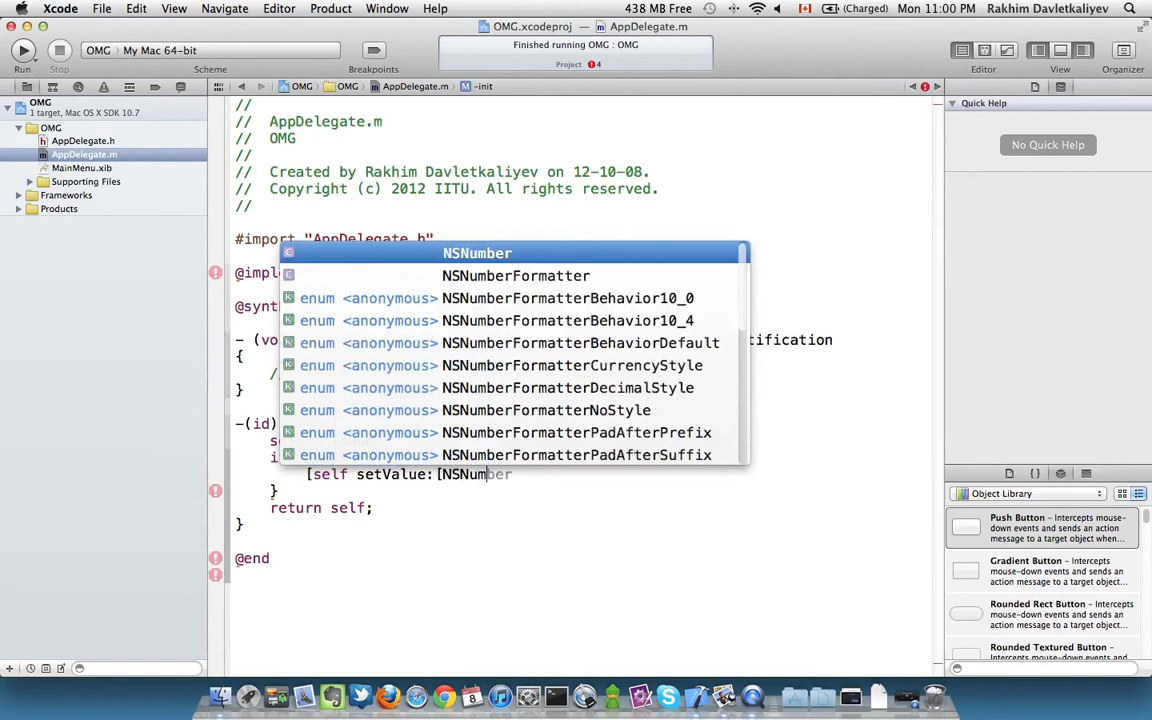 Xcode File Edit View Navigate Editor Product Window Help 438 MB Free (Charged) Mon 11:00 PM Rakhim Davletkaliyev
OMG.xcodeproj — AppDelegate.m
OMG My Mac 64-bit
Finished running OMG : OMG
Project 4
Run Stop Scheme Breakpoints Editor View Organizer
OMG OMG AppDelegate.m -init
OMG
1 target, Mac OS X SDK 10.7
OMG
AppDelegate.h
AppDelegate.m
MainMenu.xib
Supporting Files
Frameworks
Products
//
// AppDelegate.m
// OMG
//
// Created by Rakhim Davletkaliyev on 12-10-08.
// Copyright (c) 2012 IITU. All rights reserved.
//
#import "AppDelegate.h"
@impl
@synt
- (vo tification
{
/
}
-(id)
s
i
[self setValue:[NSNumber
}
return self;
}
@end
NSNumber
NSNumberFormatter
enum <anonymous> NSNumberFormatterBehavior10_0
enum <anonymous> NSNumberFormatterBehavior10_4
enum <anonymous> NSNumberFormatterBehaviorDefault
enum <anonymous> NSNumberFormatterCurrencyStyle
enum <anonymous> NSNumberFormatterDecimalStyle
enum <anonymous> NSNumberFormatterNoStyle
enum <anonymous> NSNumberFormatterPadAfterPrefix
enum <anonymous> NSNumberFormatterPadAfterSuffix
Quick Help
No Quick Help
Object Library
Push Button – Intercepts mouse-
down events and sends an action
message to a target object when...
Gradient Button – Intercepts
mouse-down events and sends an
action message to a target object...
Rounded Rect Button – Intercepts
mouse-down events and sends an
action message to a target object...
Rounded Textured Button –